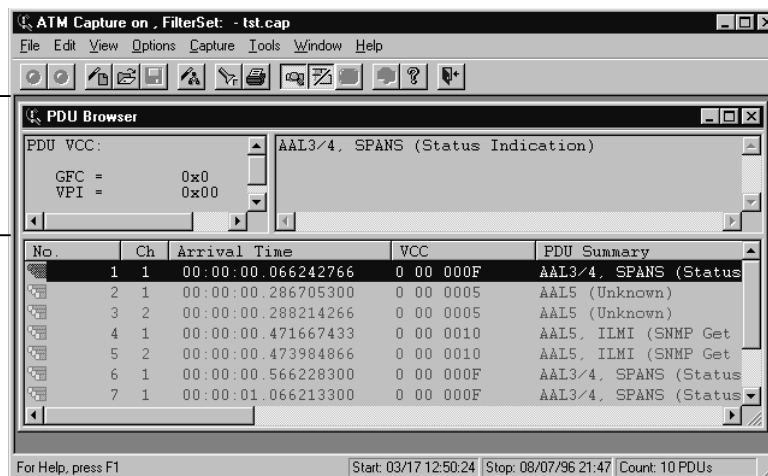 ATM Capture on , FilterSet:  - tst.cap
File Edit View Options Capture Tools Window Help
PDU Browser
PDU VCC:
GFC = 0x0
VPI = 0x00
AAL3/4, SPANS (Status Indication)
No. Ch Arrival Time VCC PDU Summary
1 1 00:00:00.066242766 0 00 000F AAL3/4, SPANS (Status
2 1 00:00:00.286705300 0 00 0005 AAL5 (Unknown)
3 2 00:00:00.288214266 0 00 0005 AAL5 (Unknown)
4 1 00:00:00.471667433 0 00 0010 AAL5, ILMI (SNMP Get
5 2 00:00:00.473984866 0 00 0010 AAL5, ILMI (SNMP Get
6 1 00:00:00.566228300 0 00 000F AAL3/4, SPANS (Status
7 1 00:00:01.066213300 0 00 000F AAL3/4, SPANS (Status
For Help, press F1 Start: 03/17 12:50:24 Stop: 08/07/96 21:47 Count: 10 PDUs